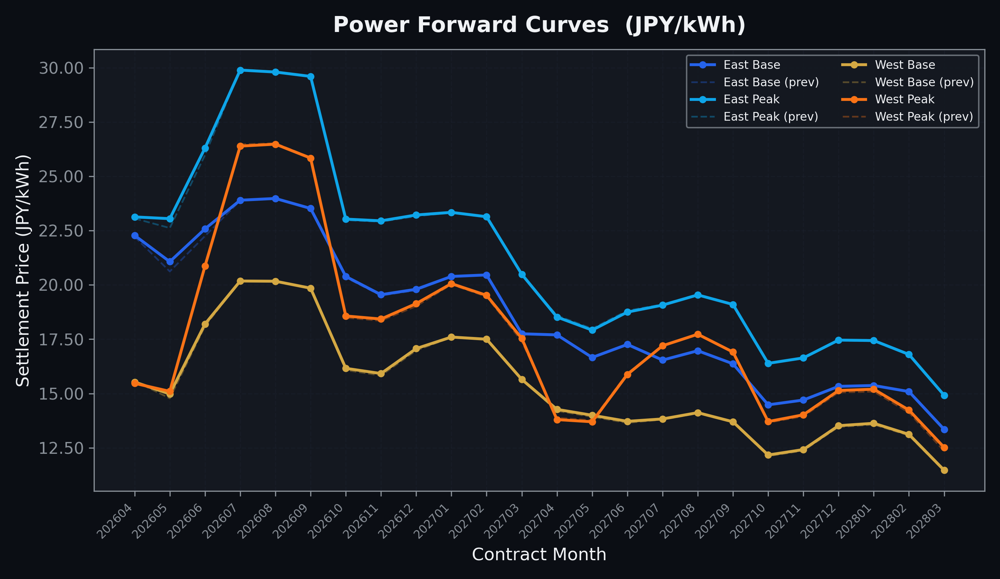 Power Forward Curves  (JPY/kWh)
Settlement Price (JPY/kWh)
30.00
27.50
25.00
22.50
20.00
17.50
15.00
12.50
East Base
East Base (prev)
East Peak
East Peak (prev)
West Base
West Base (prev)
West Peak
West Peak (prev)
202604
202605
202606
202607
202608
202609
202610
202611
202612
202701
202702
202703
202704
202705
202706
202707
202708
202709
202710
202711
202712
202801
202802
202803
Contract Month